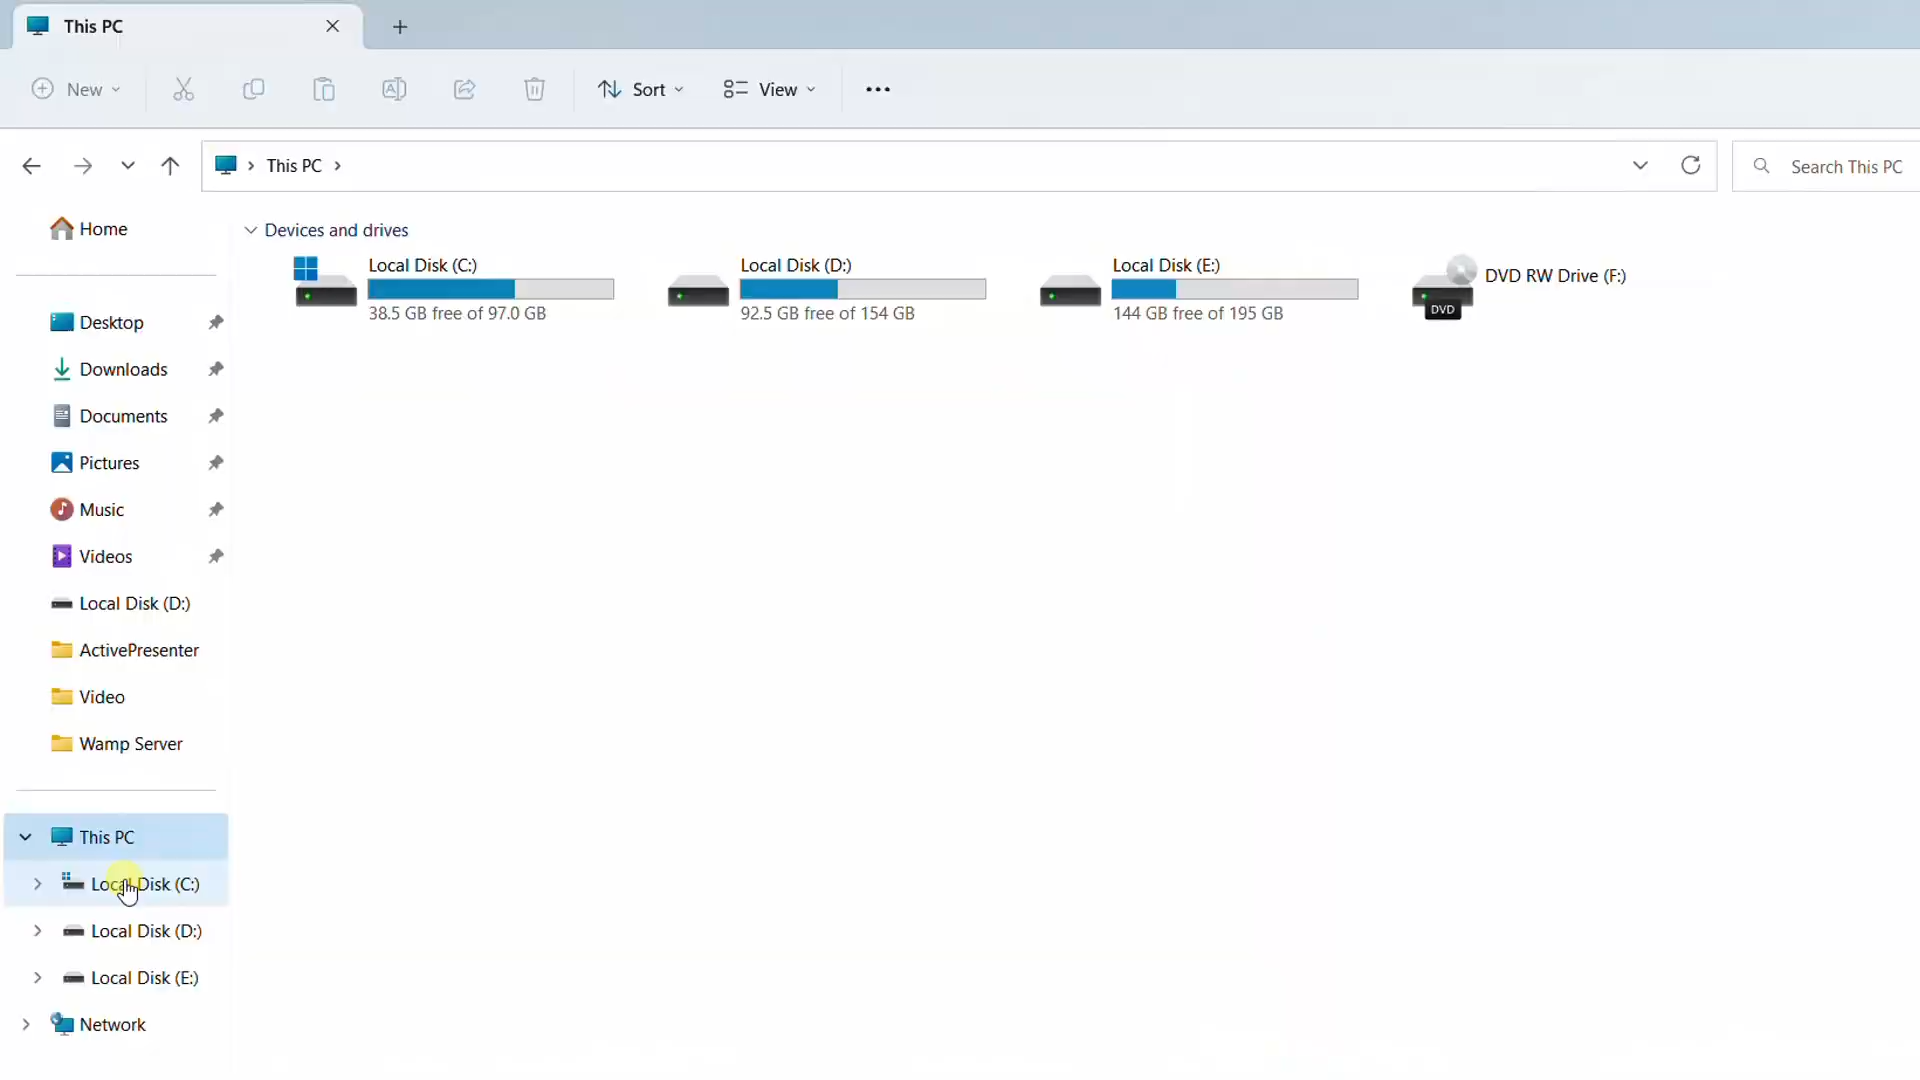 This PC
New
Sort
View
This PC
Search This PC
Home
Devices and drives
Local Disk (C:)
38.5 GB free of 97.0 GB
Local Disk (D:)
92.5 GB free of 154 GB
Local Disk (E:)
144 GB free of 195 GB
DVD RW Drive (F:)
DVD
Desktop
Downloads
Documents
Pictures
Music
Videos
Local Disk (D:)
ActivePresenter
Video
Wamp Server
This PC
Local Disk (C:)
Local Disk (D:)
Local Disk (E:)
Network